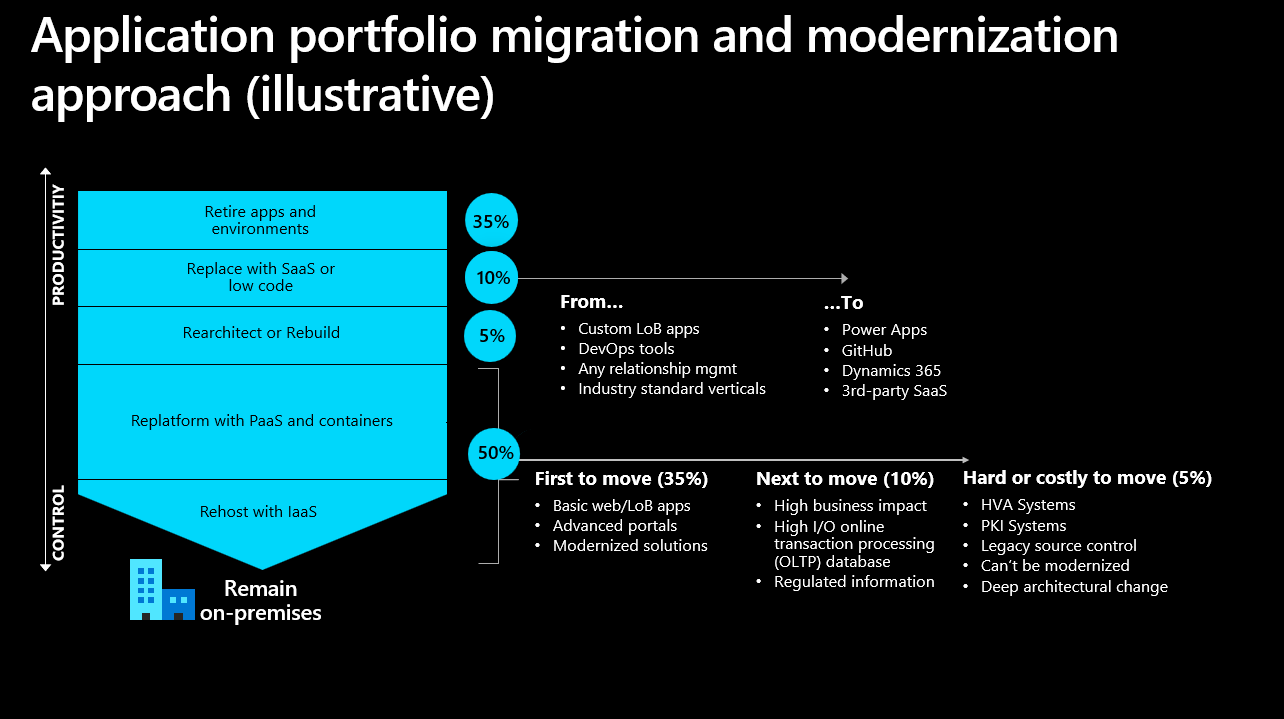 Application portfolio migration and modernization
approach (illustrative)
PRODUCTIVITIY
CONTROL
Retire apps and
environments
35%
Replace with SaaS or
low code
10%
Rearchitect or Rebuild
5%
Replatform with PaaS and containers
50%
Rehost with IaaS
Remain
on-premises
From...
• Custom LoB apps
• DevOps tools
• Any relationship mgmt
• Industry standard verticals
...To
• Power Apps
• GitHub
• Dynamics 365
• 3rd-party SaaS
First to move (35%)
• Basic web/LoB apps
• Advanced portals
• Modernized solutions
Next to move (10%)
• High business impact
• High I/O online
transaction processing
(OLTP) database
• Regulated information
Hard or costly to move (5%)
• HVA Systems
• PKI Systems
• Legacy source control
• Can't be modernized
• Deep architectural change